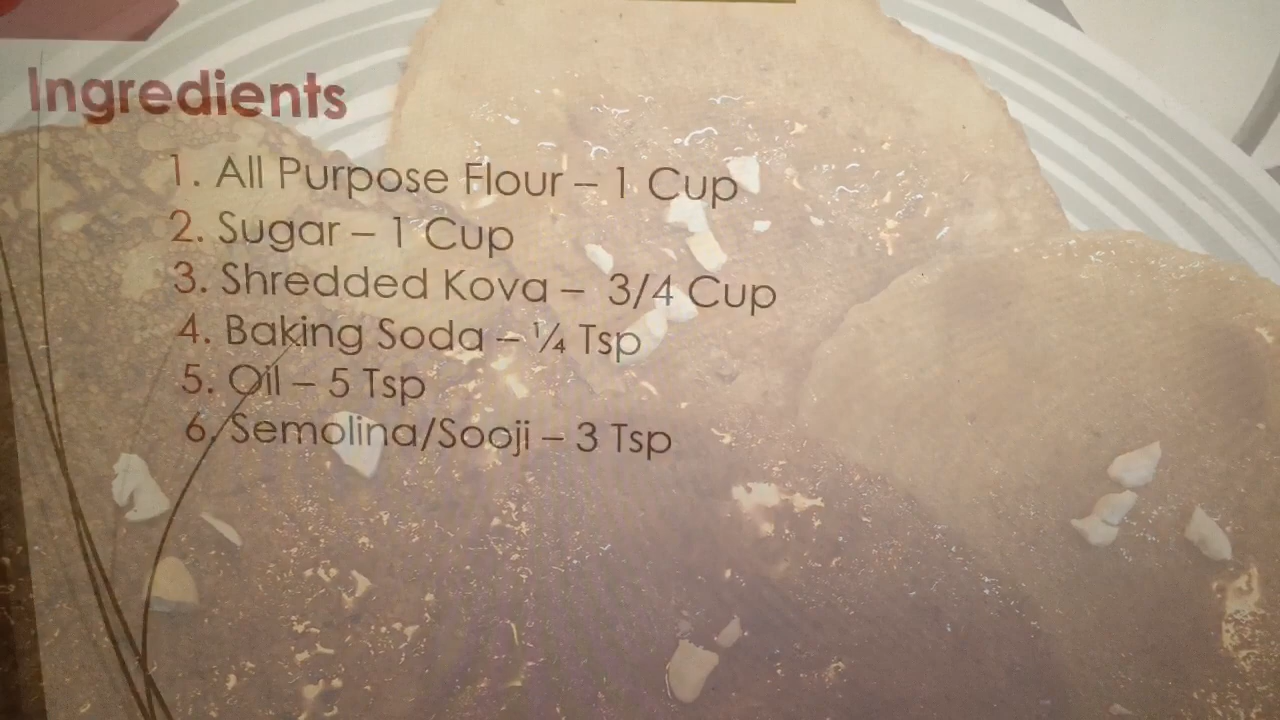 Ingredients
1. All Purpose Flour – 1 Cup
2. Sugar – 1 Cup
3. Shredded Kova – 3/4 Cup
4. Baking Soda – ¼ Tsp
5. Oil – 5 Tsp
6. Semolina/Sooji – 3 Tsp